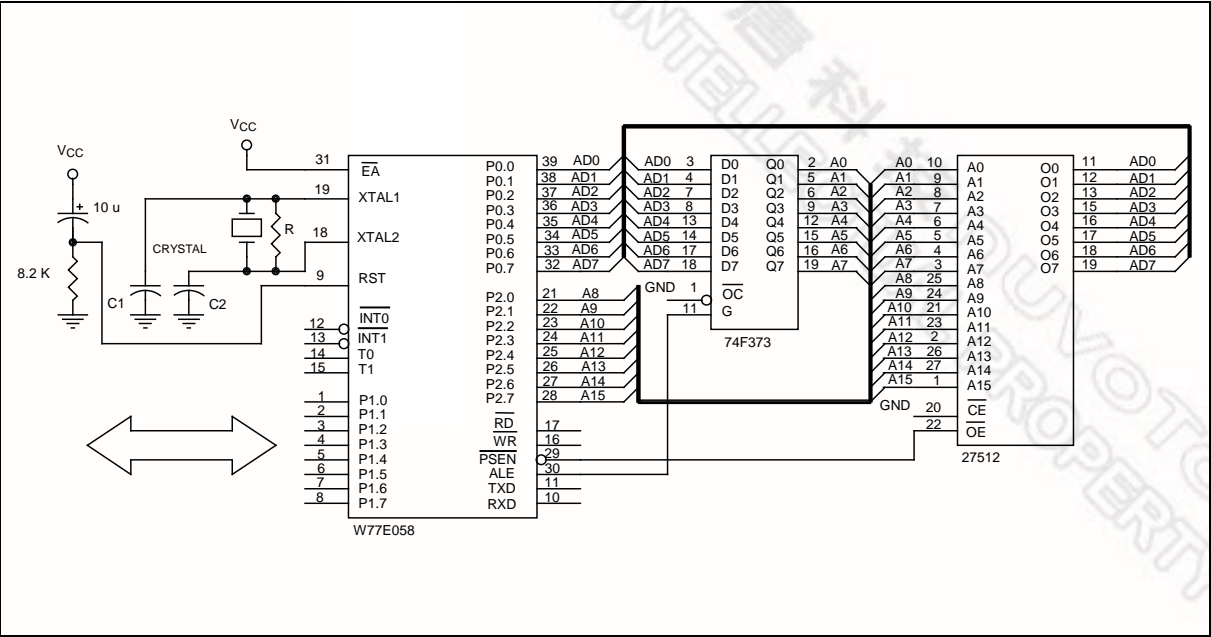 VCC
VCC
10 u
+
8.2 K
C1
C2
CRYSTAL
R
31 EA
19 XTAL1
18 XTAL2
9 RST
12 INT0
13 INT1
14 T0
15 T1
1 P1.0
2 P1.1
3 P1.2
4 P1.3
5 P1.4
6 P1.5
7 P1.6
8 P1.7
P0.0 39 AD0
P0.1 38 AD1
P0.2 37 AD2
P0.3 36 AD3
P0.4 35 AD4
P0.5 34 AD5
P0.6 33 AD6
P0.7 32 AD7
P2.0 21 A8
P2.1 22 A9
P2.2 23 A10
P2.3 24 A11
P2.4 25 A12
P2.5 26 A13
P2.6 27 A14
P2.7 28 A15
RD 17
WR 16
PSEN 29
ALE 30
TXD 11
RXD 10
W77E058
AD0 3 D0 Q0 2 A0
AD1 4 D1 Q1 5 A1
AD2 7 D2 Q2 6 A2
AD3 8 D3 Q3 9 A3
AD4 13 D4 Q4 12 A4
AD5 14 D5 Q5 15 A5
AD6 17 D6 Q6 16 A6
AD7 18 D7 Q7 19 A7
GND 1 OC
11 G
74F373
A0 10 A0 O0 11 AD0
A1 9 A1 O1 12 AD1
A2 8 A2 O2 13 AD2
A3 7 A3 O3 15 AD3
A4 6 A4 O4 16 AD4
A5 5 A5 O5 17 AD5
A6 4 A6 O6 18 AD6
A7 3 A7 O7 19 AD7
A8 25 A8
A9 24 A9
A10 21 A10
A11 23 A11
A12 2 A12
A13 26 A13
A14 27 A14
A15 1 A15
GND 20 CE
22 OE
27512